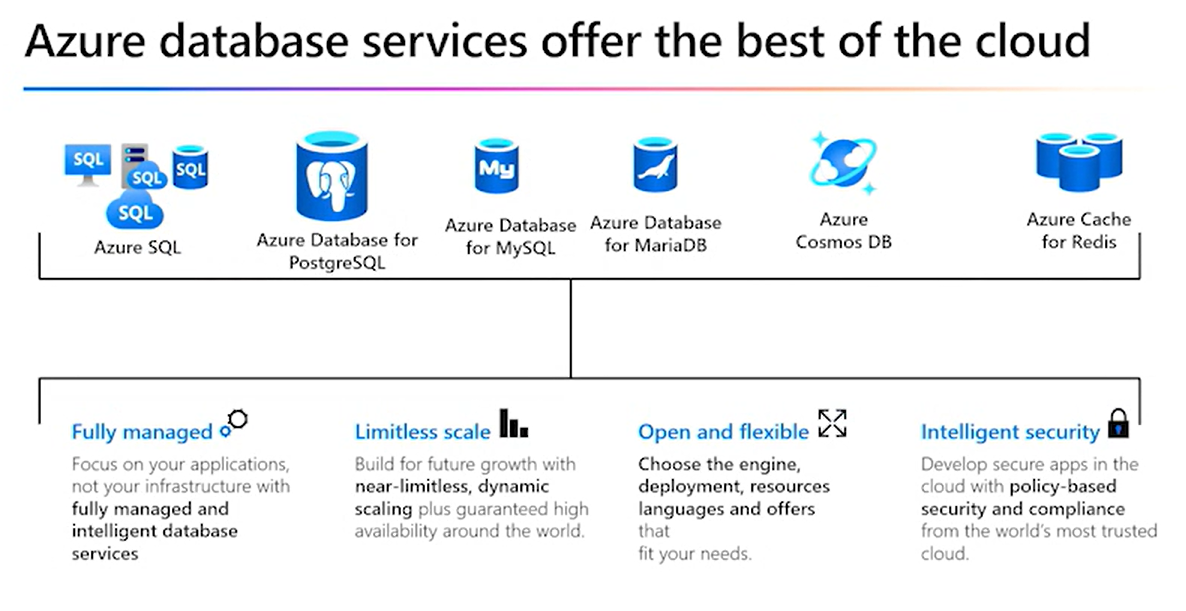 Azure database services offer the best of the cloud
SQL
SQL
SQL
SQL
Azure SQL
Azure Database for
PostgreSQL
My
Azure Database
for MySQL
Azure Database
for MariaDB
Azure
Cosmos DB
Azure Cache
for Redis
Fully managed
Focus on your applications,
not your infrastructure with
fully managed and
intelligent database
services
Limitless scale
Build for future growth with
near-limitless, dynamic
scaling plus guaranteed high
availability around the world.
Open and flexible
Choose the engine,
deployment, resources
languages and offers
that
fit your needs.
Intelligent security
Develop secure apps in the
cloud with policy-based
security and compliance
from the world's most trusted
cloud.